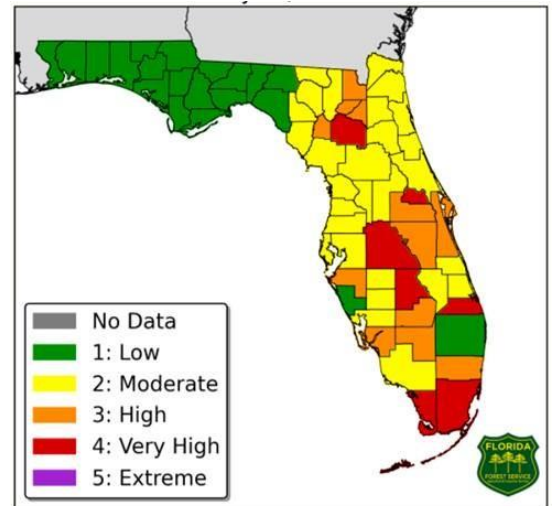 No Data
1: Low
2: Moderate
3: High
4: Very High
5: Extreme
FLORIDA
FOREST SERVICE